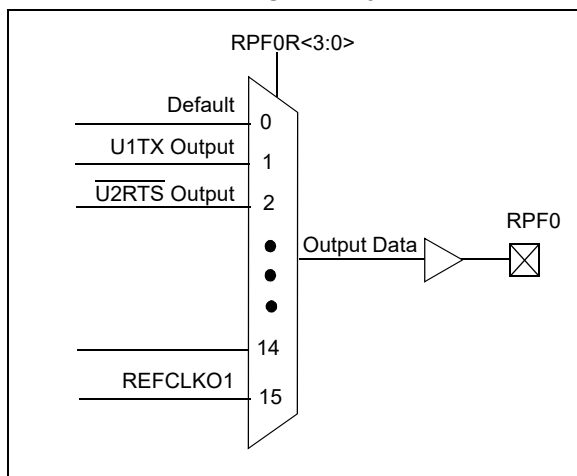 RPF0R<3:0>
Default
0
U1TX Output
1
U2RTS Output
2
RPF0
Output Data
14
REFCLKO1
15